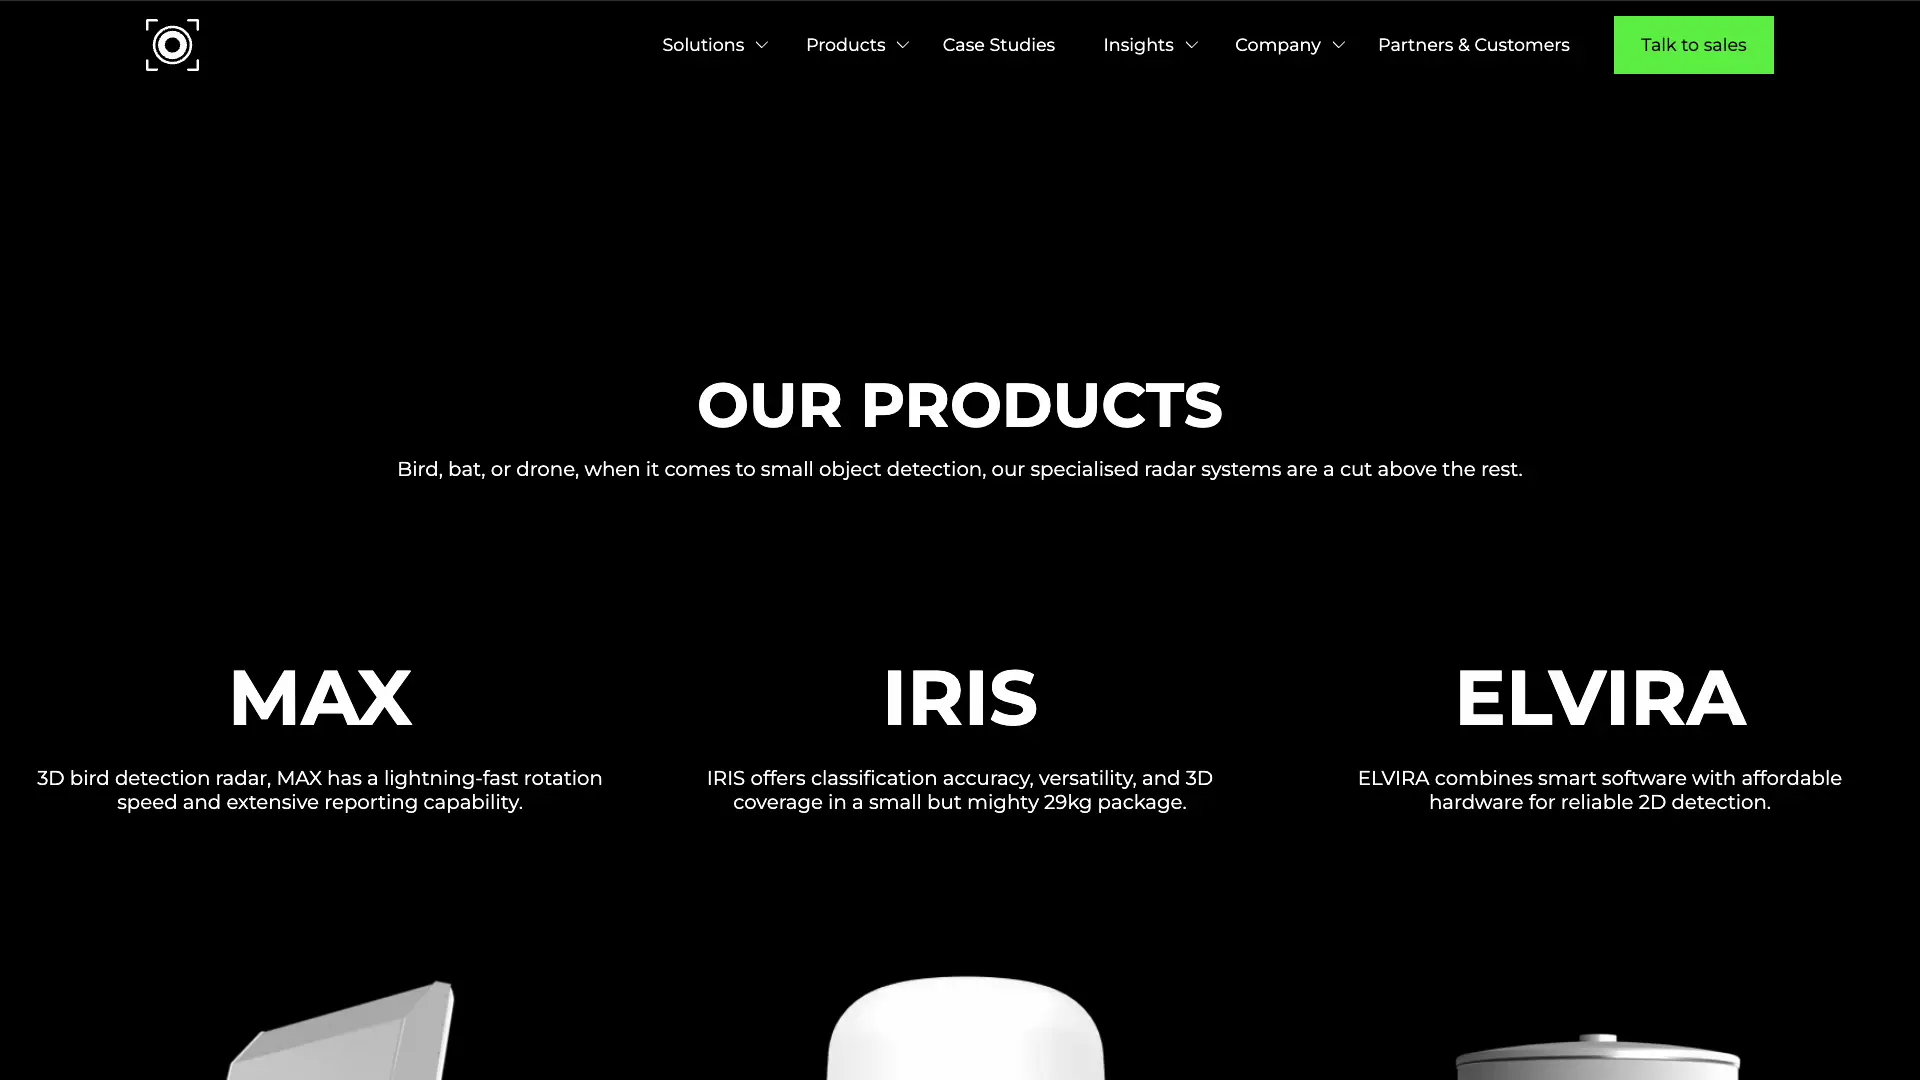 Solutions
Products
Case Studies
Insights
Company
Partners & Customers
Talk to sales
OUR PRODUCTS
Bird, bat, or drone, when it comes to small object detection, our specialised radar systems are a cut above the rest.
MAX
3D bird detection radar, MAX has a lightning-fast rotation
speed and extensive reporting capability.
IRIS
IRIS offers classification accuracy, versatility, and 3D
coverage in a small but mighty 29kg package.
ELVIRA
ELVIRA combines smart software with affordable
hardware for reliable 2D detection.